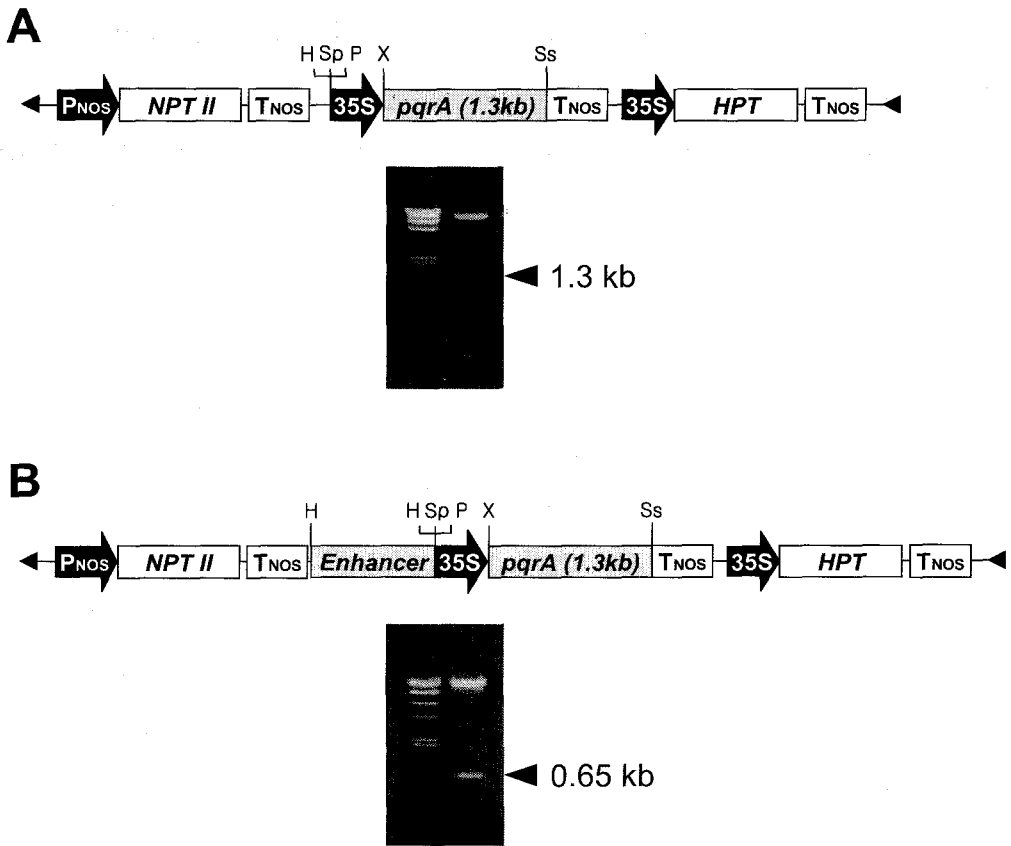 A
H Sp P X Ss
PNOS NPT II TNOS 35S pqrA (1.3kb) TNOS 35S HPT TNOS
1.3 kb
B
H H Sp P X Ss
PNOS NPT II TNOS Enhancer 35S pqrA (1.3kb) TNOS 35S HPT TNOS
0.65 kb